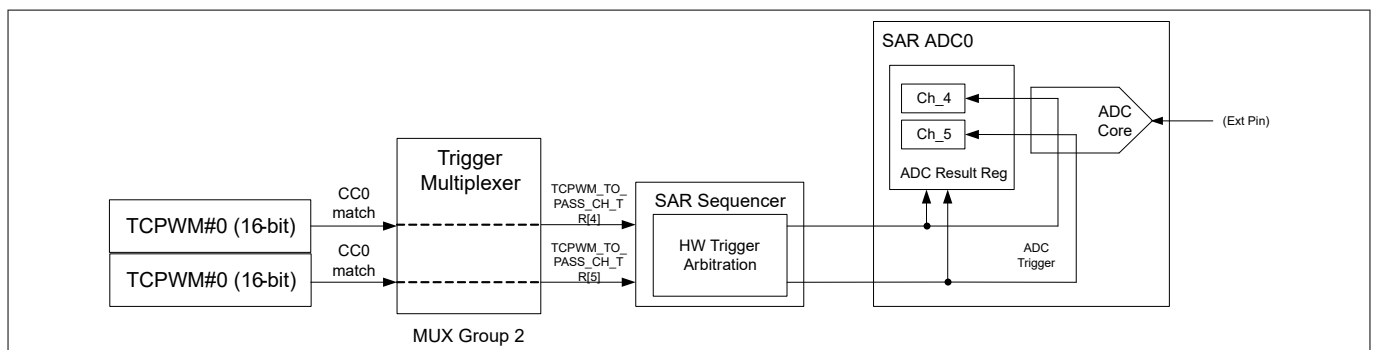 SAR ADC0
Ch_4
Ch_5
ADC Result Reg
ADC
Core
(Ext Pin)
Trigger
Multiplexer
CC0
match
CC0
match
TCPWM#0 (16-bit)
TCPWM#0 (16-bit)
MUX Group 2
TCPWM_TO_
PASS_CH_T
R[4]
TCPWM_TO_
PASS_CH_T
R[5]
SAR Sequencer
HW Trigger
Arbitration
ADC
Trigger